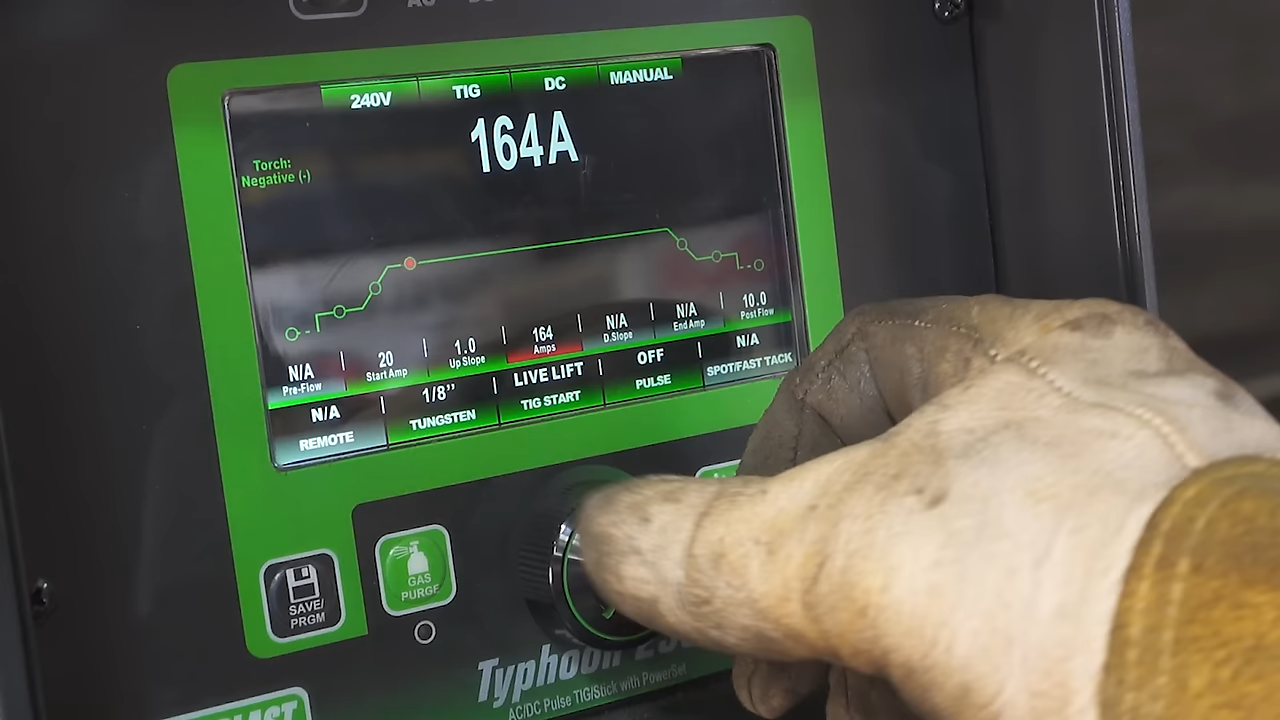 AC
240V TIG DC MANUAL
164A
Torch:
Negative (-)
N/A 20 1.0 164 N/A N/A 10.0
Pre-Flow Start Amp Up Slope Amps D.Slope End Amp Post Flow
N/A 1/8’’ LIVE LIFT OFF N/A
REMOTE TUNGSTEN TIG START PULSE SPOT/FAST TACK
SAVE/
PRGM
GAS
PURGE
Typhoon
AC/DC Pulse TIG/Stick with PowerSet